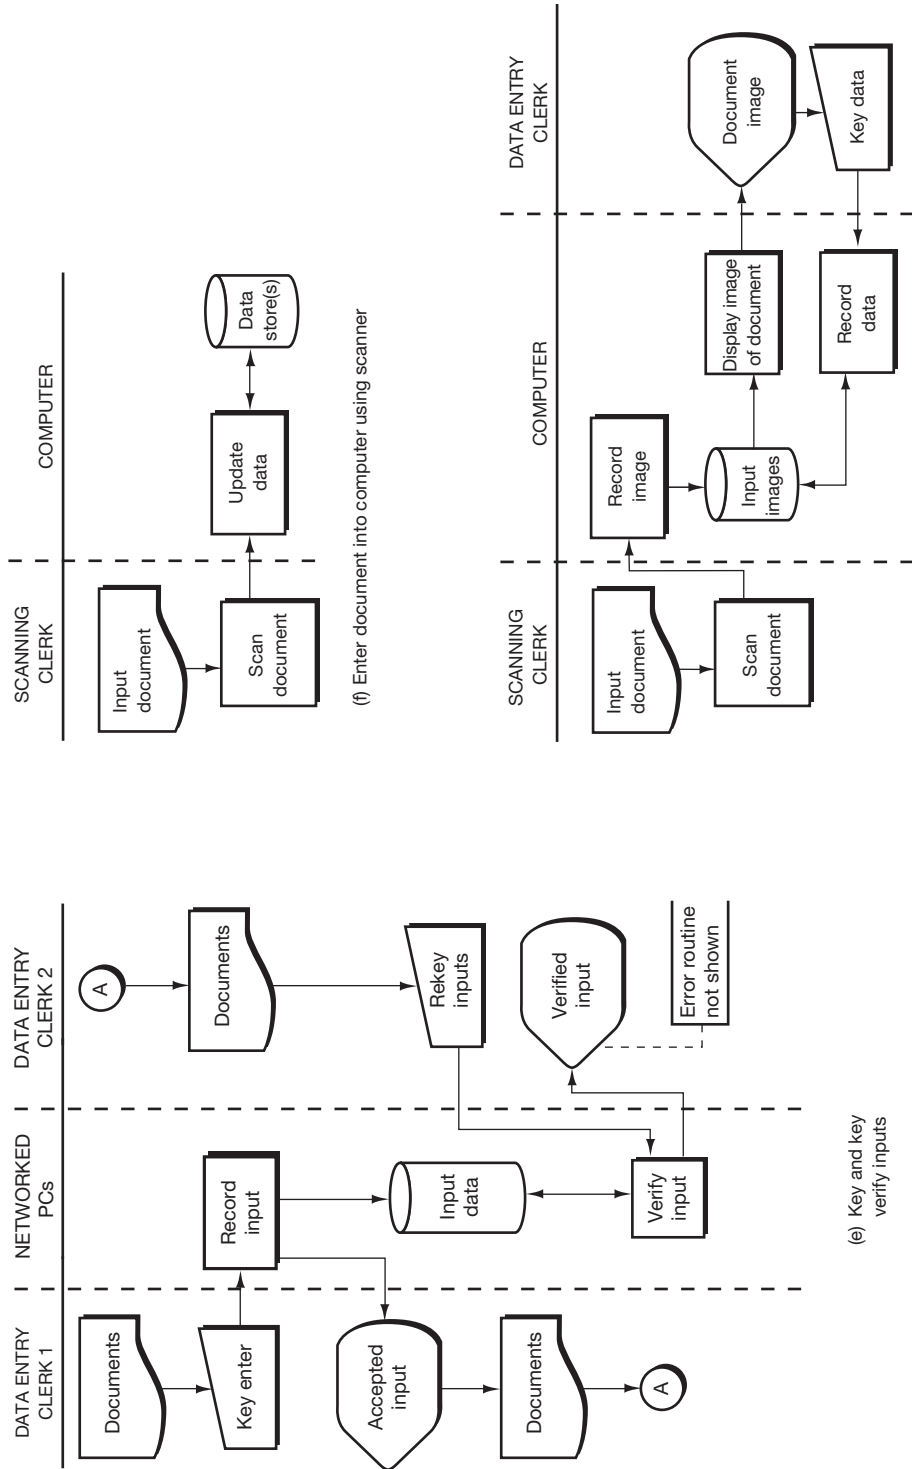 DATA ENTRY
CLERK 1
NETWORKED
PCs
DATA ENTRY
CLERK 2
Documents
Key enter
Record
input
Accepted
input
Documents
A
Input
data
Verify
input
A
Documents
Rekey
inputs
Verified
input
Error routine
not shown
(e) Key and key
verify inputs
SCANNING
CLERK
COMPUTER
Input
document
Scan
document
Update
data
Data
store(s)
(f) Enter document into computer using scanner
SCANNING
CLERK
COMPUTER
DATA ENTRY
CLERK
Input
document
Scan
document
Record
image
Input
images
Display image
of document
Record
data
Document
image
Key data